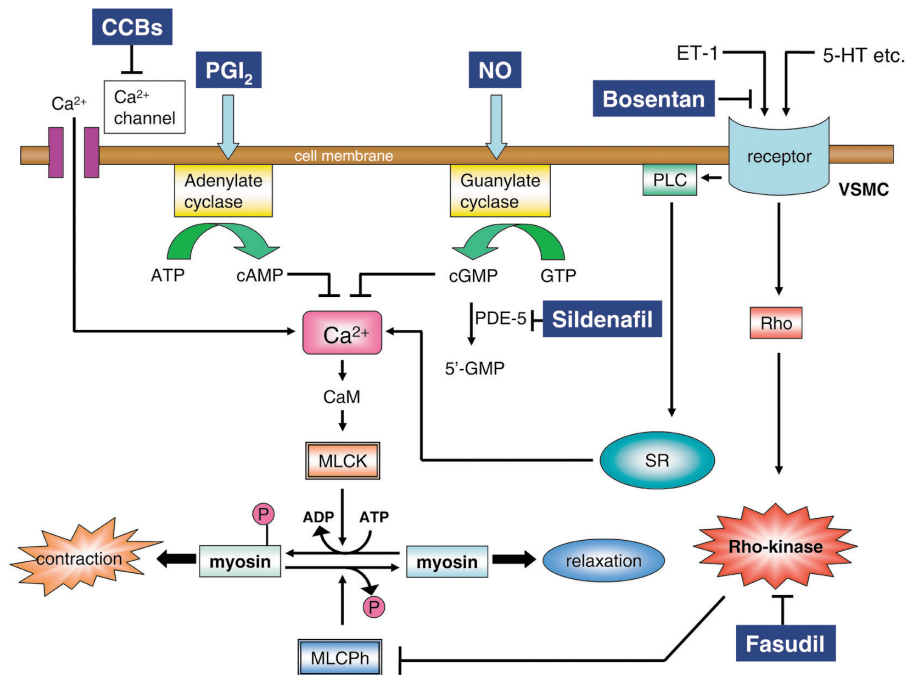 CCBs
PGI₂
NO
ET-1
5-HT etc.
Bosentan
Ca²⁺
Ca²⁺
channel
cell membrane
receptor
VSMC
Adenylate
cyclase
Guanylate
cyclase
PLC
ATP
cAMP
cGMP
GTP
PDE-5
Sildenafil
Rho
Ca²⁺
5'-GMP
CaM
MLCK
SR
P
ADP
ATP
contraction
myosin
myosin
relaxation
Rho-kinase
P
MLCPh
Fasudil